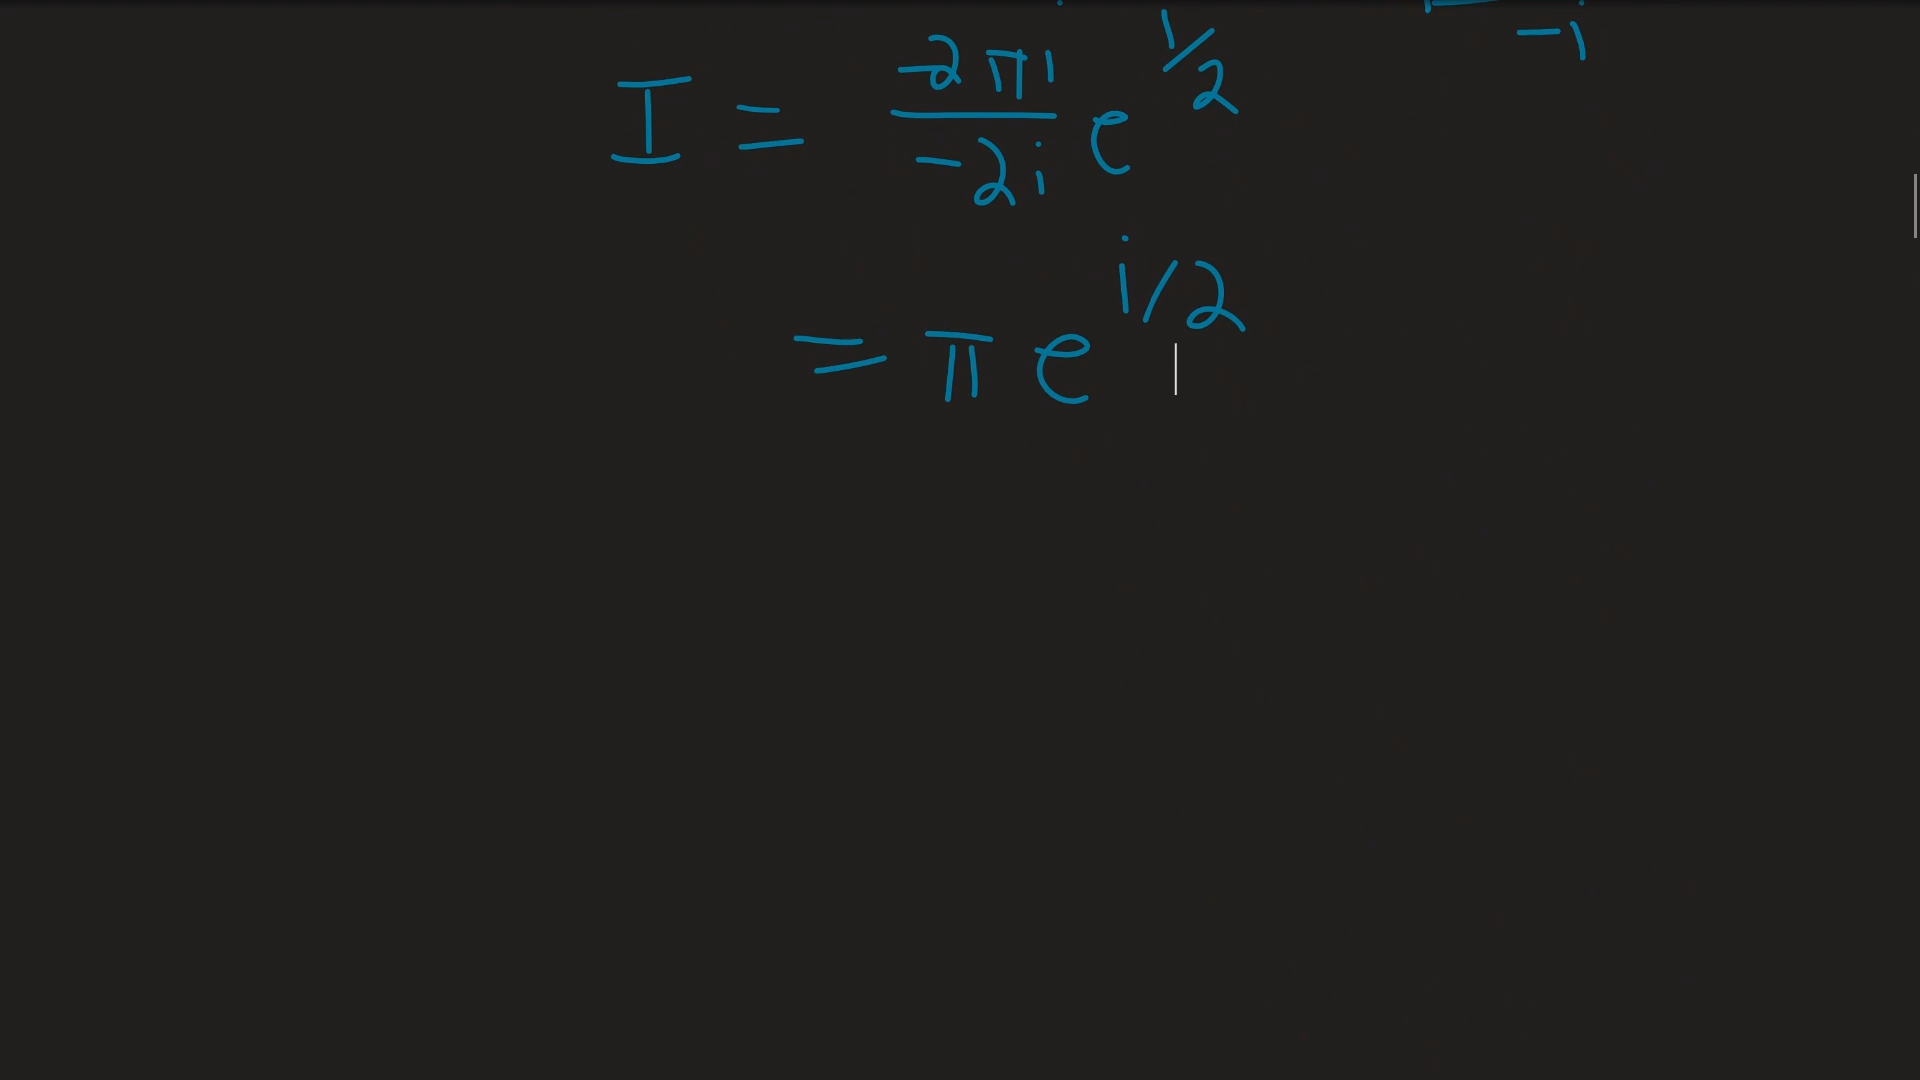 -i
I = -2πi/-2i e^1/2
= π e^i/2